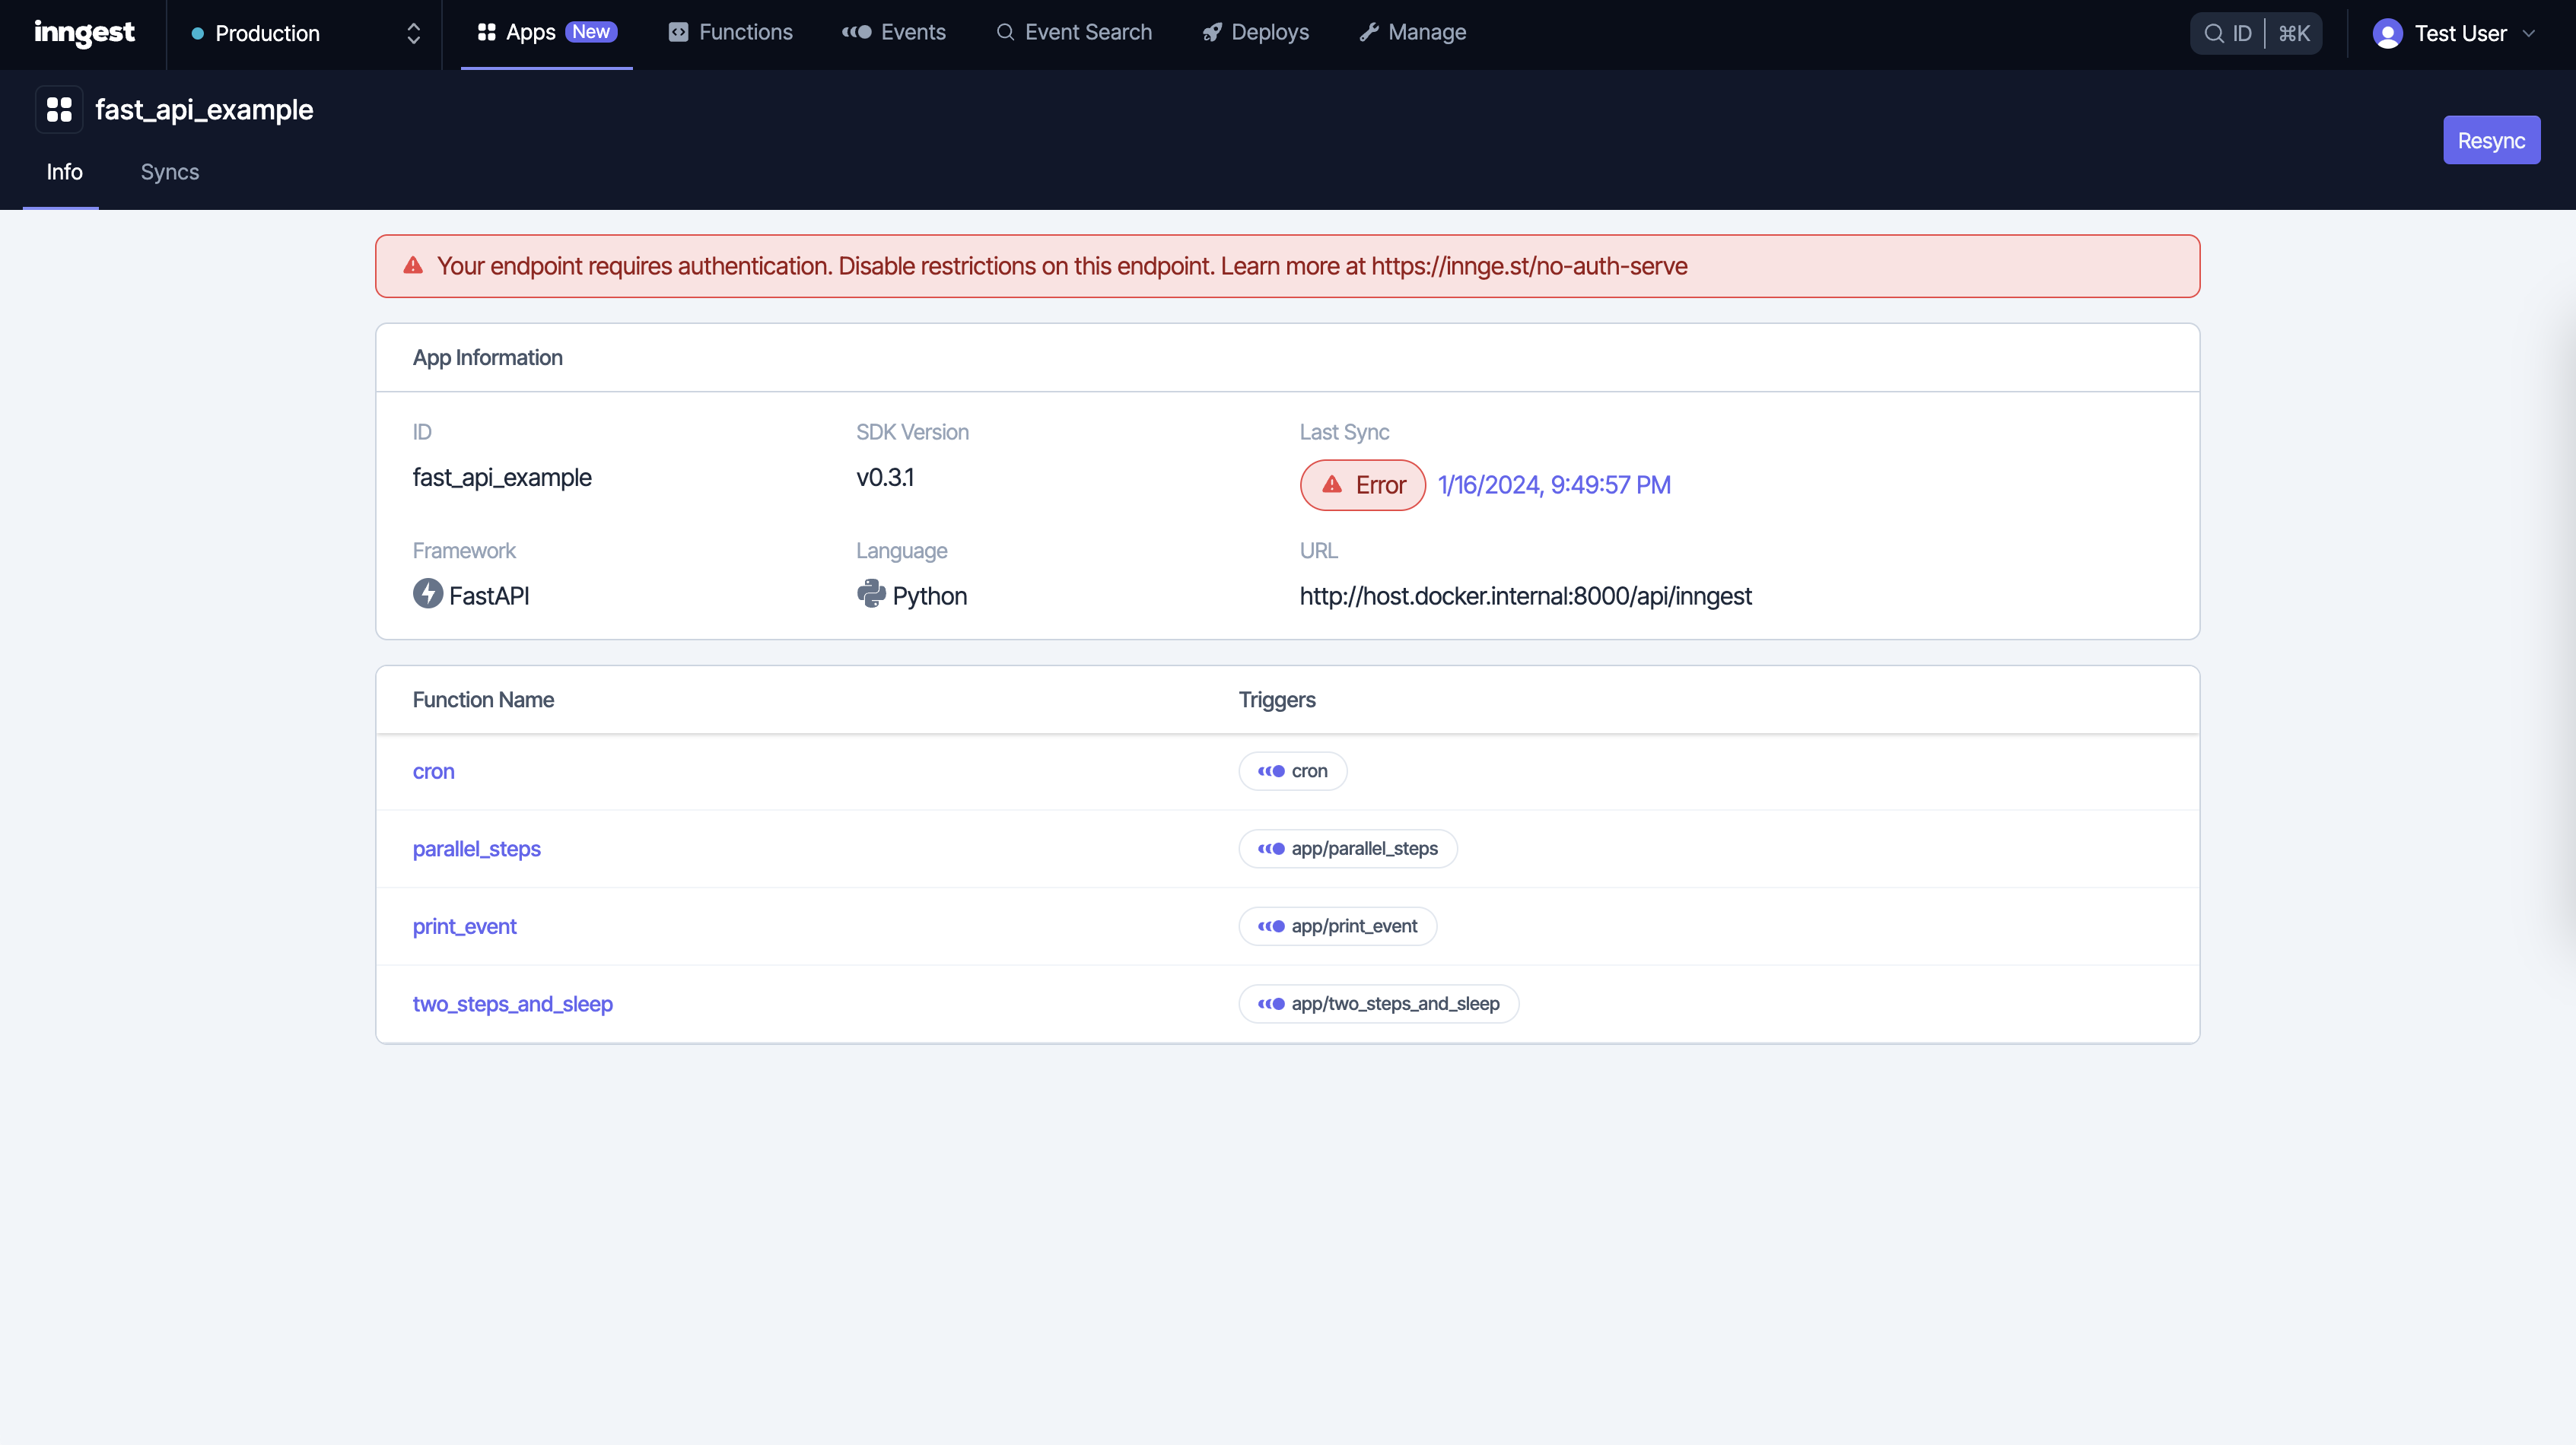 inngest
Production
Apps New
Functions
Events
Event Search
Deploys
Manage
ID ⌘K
Test User
fast_api_example
Resync
Info
Syncs
Your endpoint requires authentication. Disable restrictions on this endpoint. Learn more at https://innge.st/no-auth-serve
App Information
ID
SDK Version
Last Sync
fast_api_example
v0.3.1
Error 1/16/2024, 9:49:57 PM
Framework
Language
URL
FastAPI
Python
http://host.docker.internal:8000/api/inngest
Function Name
Triggers
cron
cron
parallel_steps
app/parallel_steps
print_event
app/print_event
two_steps_and_sleep
app/two_steps_and_sleep